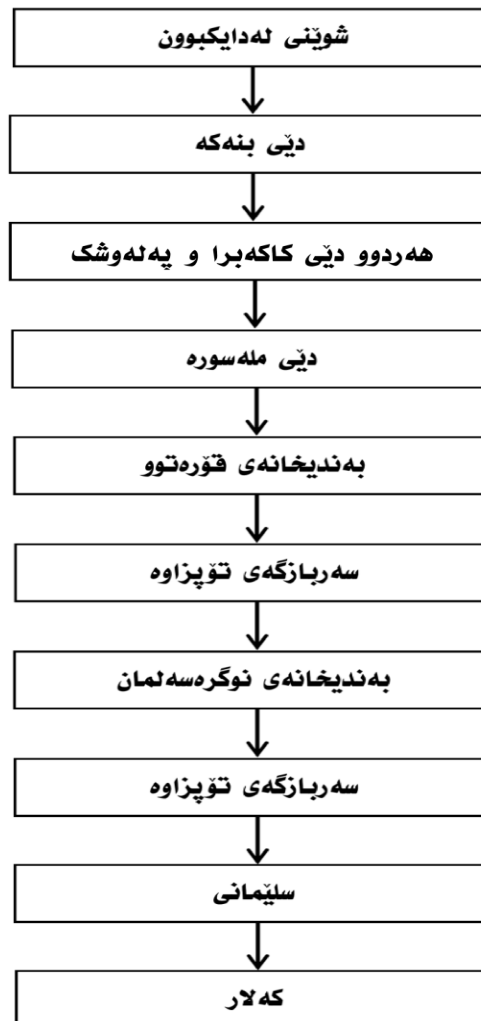 شوێنی لەدایکبوون
دێی بنەکە
هەردوو دێی کاکەبرا و پەلەوشک
دێی ملەسورە
بەندیخانەی قۆرەتوو
سەربازگەی تۆپزاوە
بەندیخانەی نوگرەسەلمان
سەربازگەی تۆپزاوە
سلێمانی
کەلار